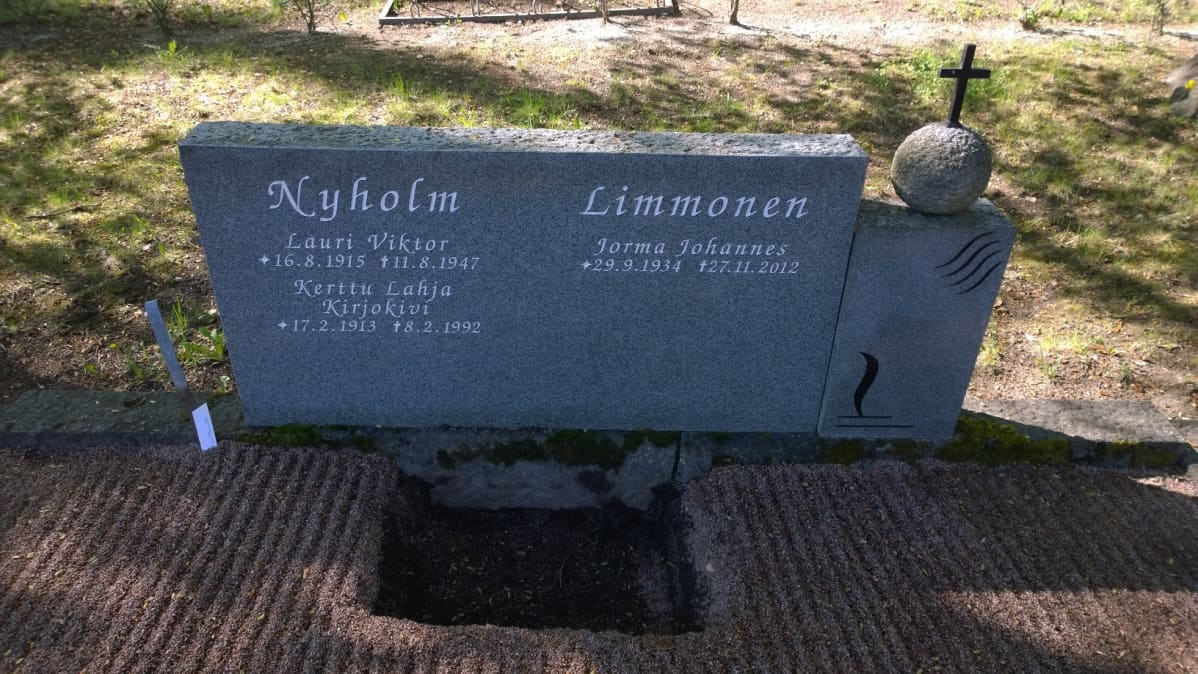 Nyholm
Lauri Viktor
✦16.8.1915 ✝11.8.1947
Kerttu Lahja
Kirjokivi
✦17.2.1913 ✝8.2.1992
Limmonen
Jorma Johannes
✦29.9.1934 ✝27.11.2012